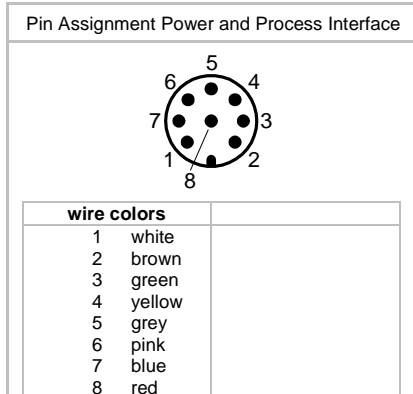 Pin Assignment Power and Process Interface
5
6 4
7 3
1 2
8
wire colors
1 white
2 brown
3 green
4 yellow
5 grey
6 pink
7 blue
8 red